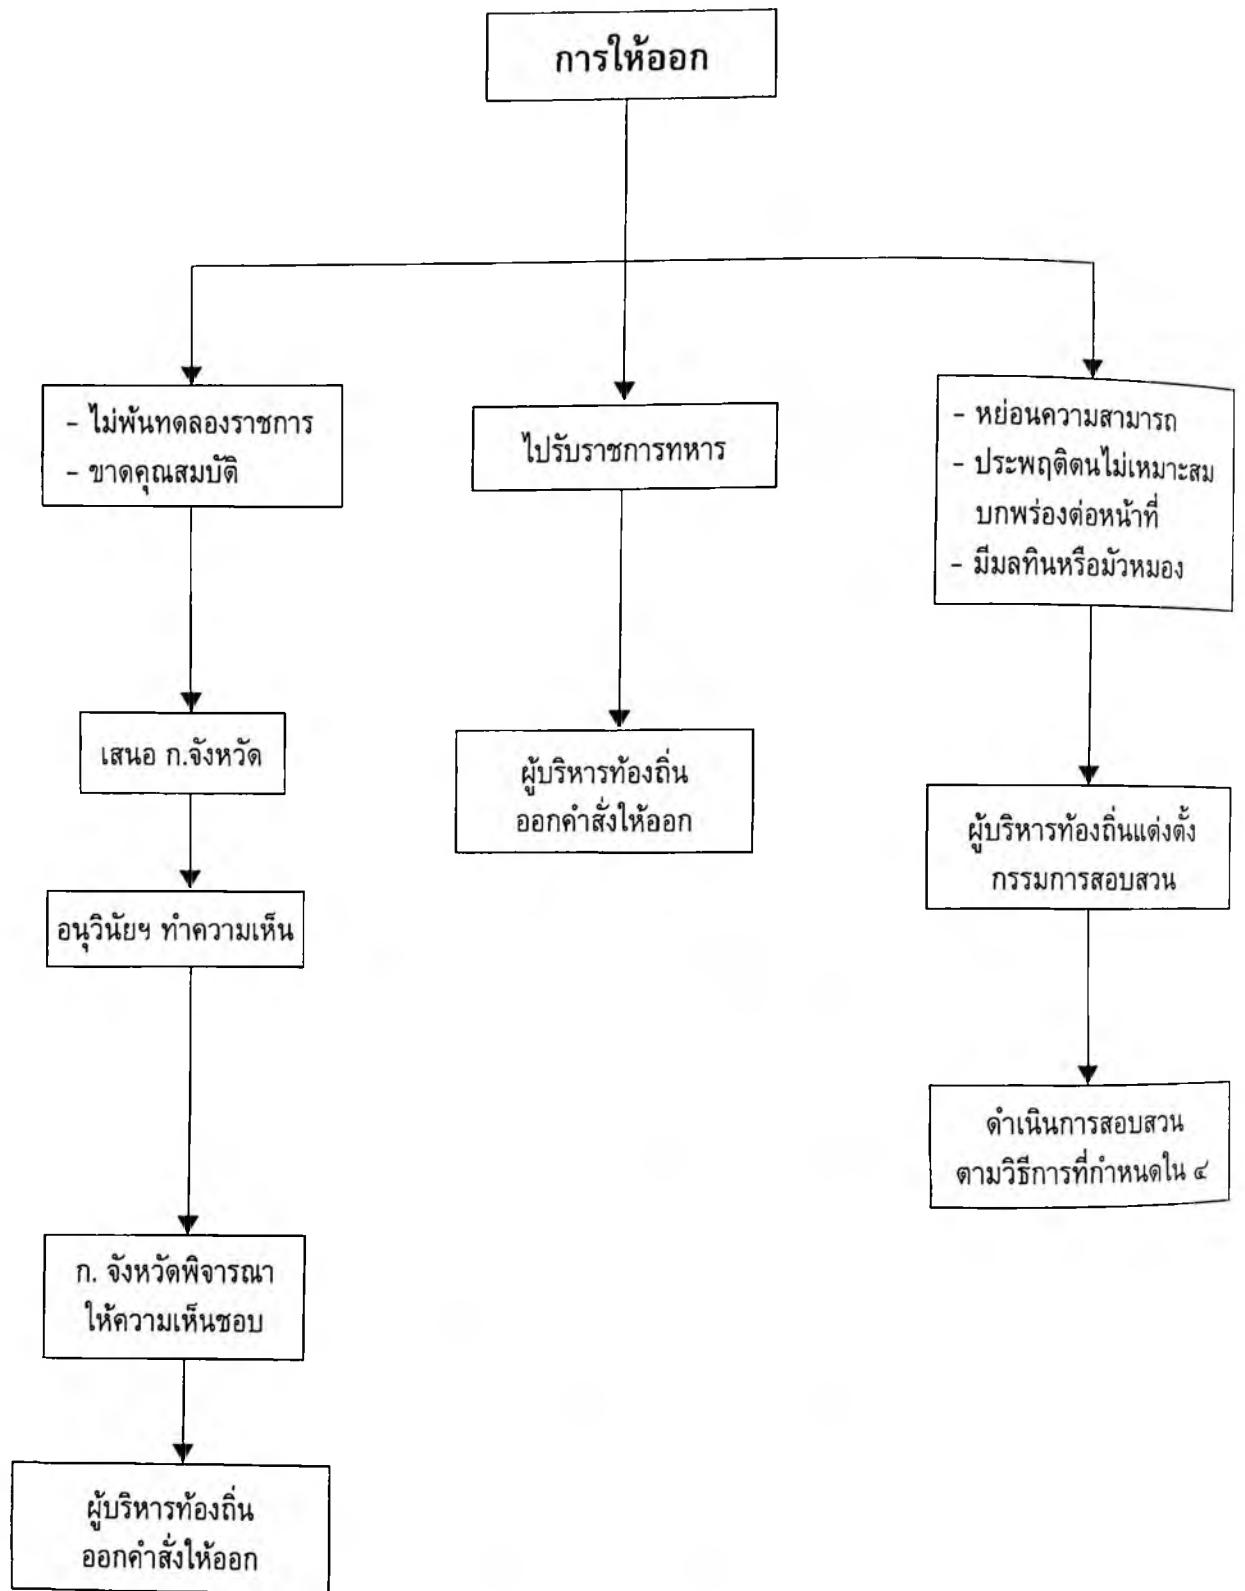 การให้ออก
- ไม่พ้นทดลองราชการ
- ขาดคุณสมบัติ
เสนอ ก.จังหวัด
อนุวินัยฯ ทำความเห็น
ก. จังหวัดพิจารณา
ให้ความเห็นชอบ
ผู้บริหารท้องถิ่น
ออกคำสั่งให้ออก
ไปรับราชการทหาร
ผู้บริหารท้องถิ่น
ออกคำสั่งให้ออก
- หย่อนความสามารถ
- ประพฤติตนไม่เหมาะสม
บกพร่องต่อหน้าที่
- มีมลทินหรือมัวหมอง
ผู้บริหารท้องถิ่นแต่งตั้ง
กรรมการสอบสวน
ดำเนินการสอบสวน
ตามวิธีการที่กำหนดใน ๔